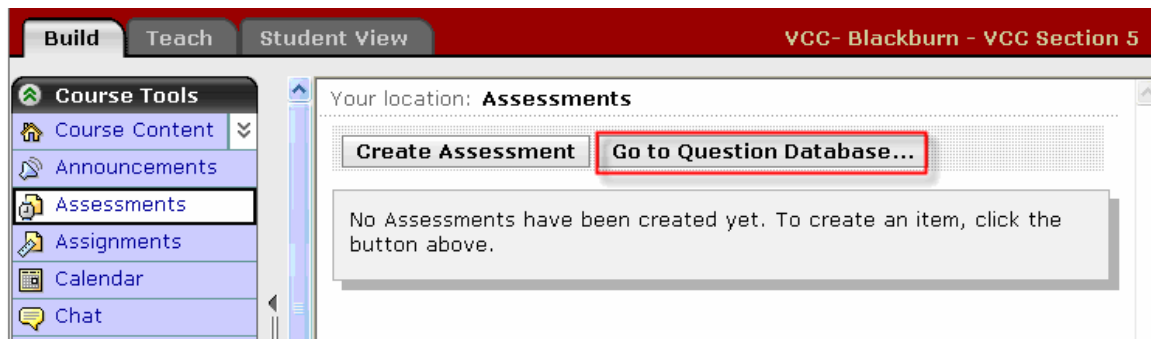 Build Teach Student View VCC- Blackburn - VCC Section 5
Course Tools
Course Content
Announcements
Assessments
Assignments
Calendar
Chat
Your location: Assessments
Create Assessment Go to Question Database...
No Assessments have been created yet. To create an item, click the
button above.